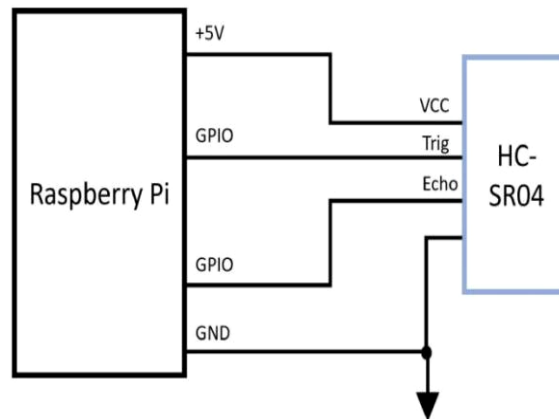 +5V
VCC
GPIO
Trig
HC-
SR04
Raspberry Pi
Echo
GPIO
GND